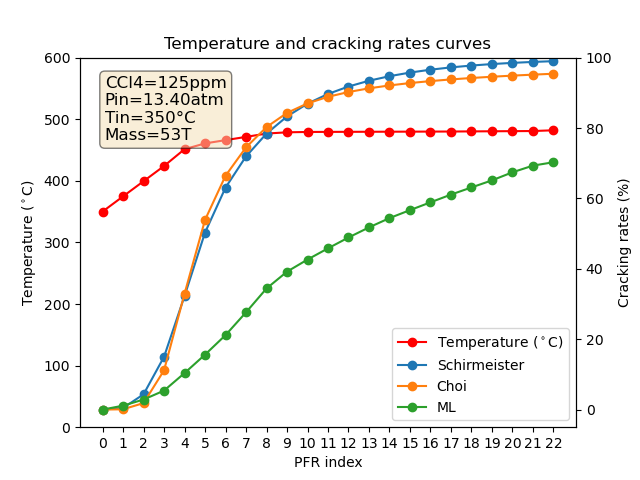 Temperature and cracking rates curves
CCl4=125ppm
Pin=13.40atm
Tin=350°C
Mass=53T
Temperature (°C)
600
500
400
300
200
100
0
100
80
60
40
20
0
Cracking rates (%)
Temperature (°C)
Schirmeister
Choi
ML
0 1 2 3 4 5 6 7 8 9 10 11 12 13 14 15 16 17 18 19 20 21 22
PFR index